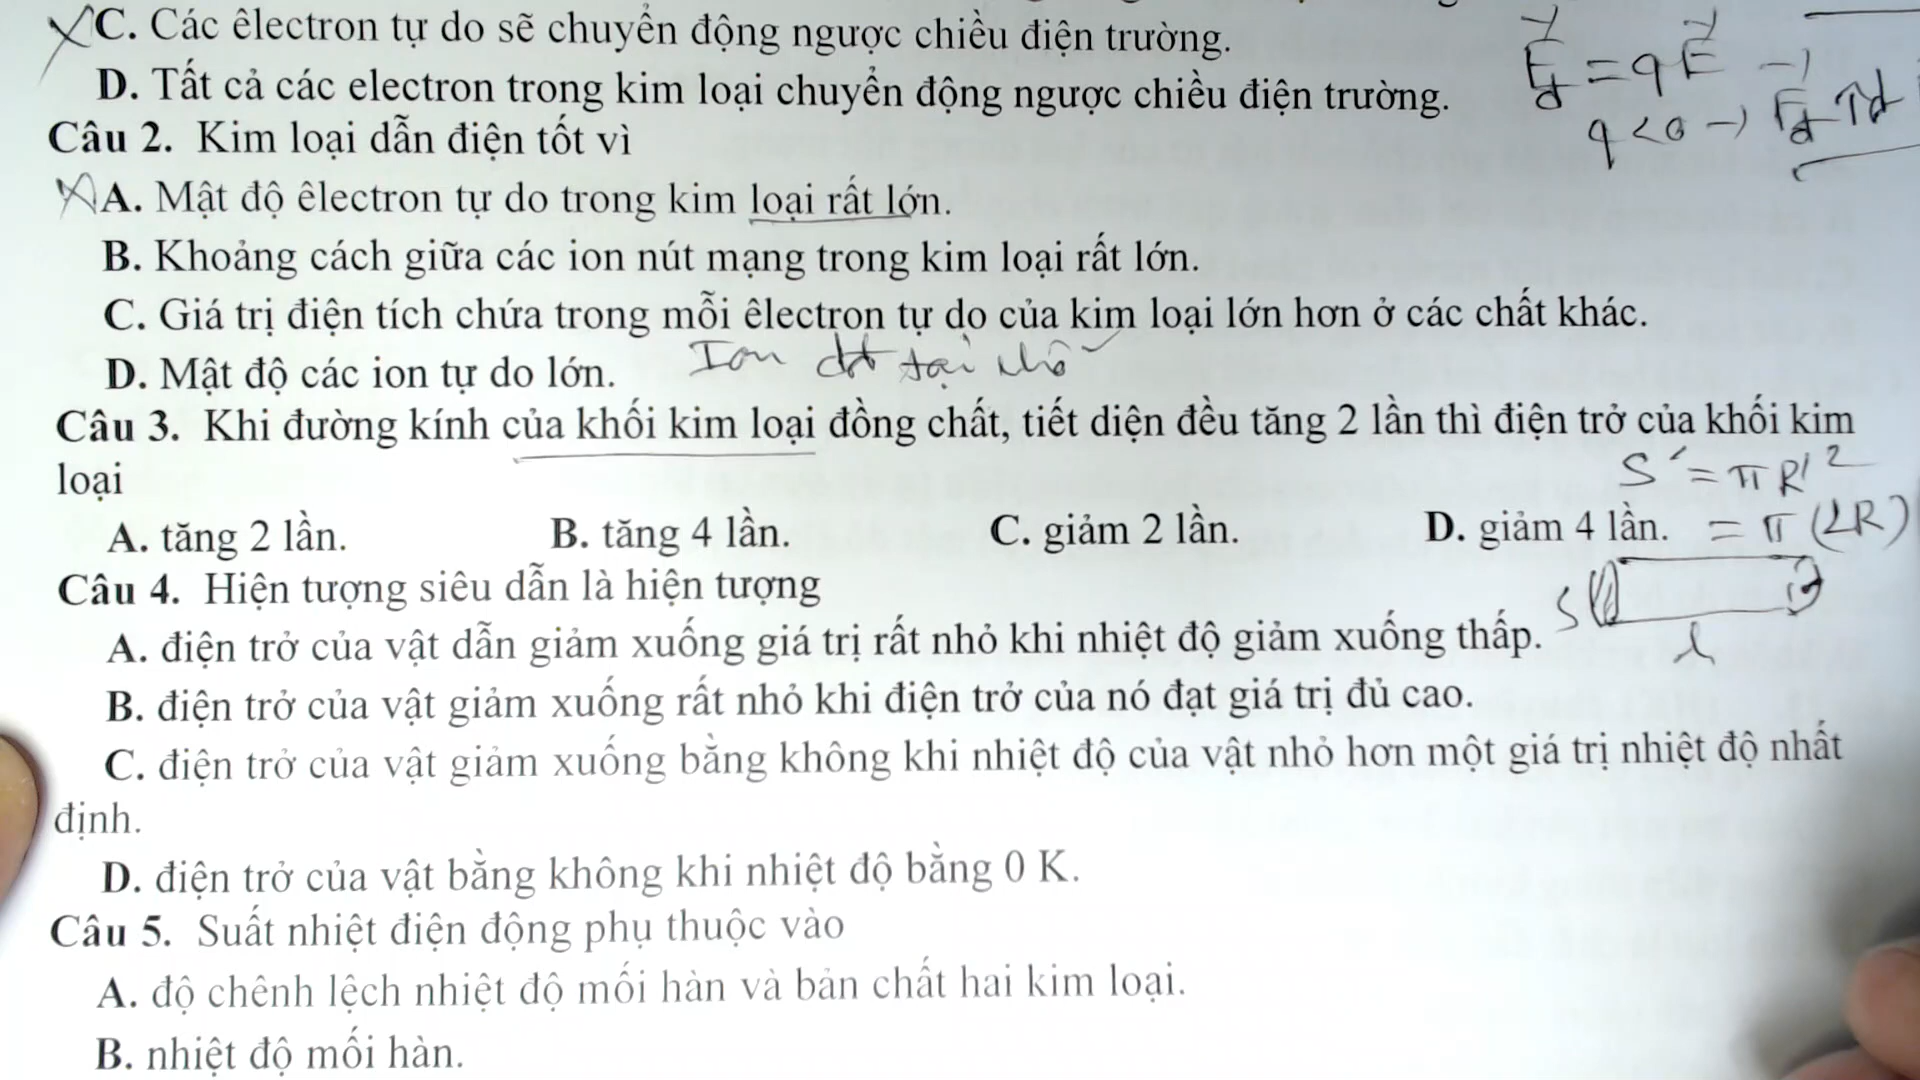 C. Các êlectron tự do sẽ chuyển động ngược chiều điện trường.
D. Tất cả các electron trong kim loại chuyển động ngược chiều điện trường.
F đ = qE →
q < 0 → F đ ↑↓
Câu 2. Kim loại dẫn điện tốt vì
A. Mật độ êlectron tự do trong kim loại rất lớn.
B. Khoảng cách giữa các ion nút mạng trong kim loại rất lớn.
C. Giá trị điện tích chứa trong mỗi êlectron tự do của kim loại lớn hơn ở các chất khác.
D. Mật độ các ion tự do lớn.
Ion tại chỗ
Câu 3. Khi đường kính của khối kim loại đồng chất, tiết diện đều tăng 2 lần thì điện trở của khối kim
loại
S' = π R'²
A. tăng 2 lần. B. tăng 4 lần. C. giảm 2 lần. D. giảm 4 lần.
= π (2R)
Câu 4. Hiện tượng siêu dẫn là hiện tượng
S
A. điện trở của vật dẫn giảm xuống giá trị rất nhỏ khi nhiệt độ giảm xuống thấp.
l
B. điện trở của vật giảm xuống rất nhỏ khi điện trở của nó đạt giá trị đủ cao.
C. điện trở của vật giảm xuống bằng không khi nhiệt độ của vật nhỏ hơn một giá trị nhiệt độ nhất
định.
D. điện trở của vật bằng không khi nhiệt độ bằng 0 K.
Câu 5. Suất nhiệt điện động phụ thuộc vào
A. độ chênh lệch nhiệt độ mối hàn và bản chất hai kim loại.
B. nhiệt độ mối hàn.